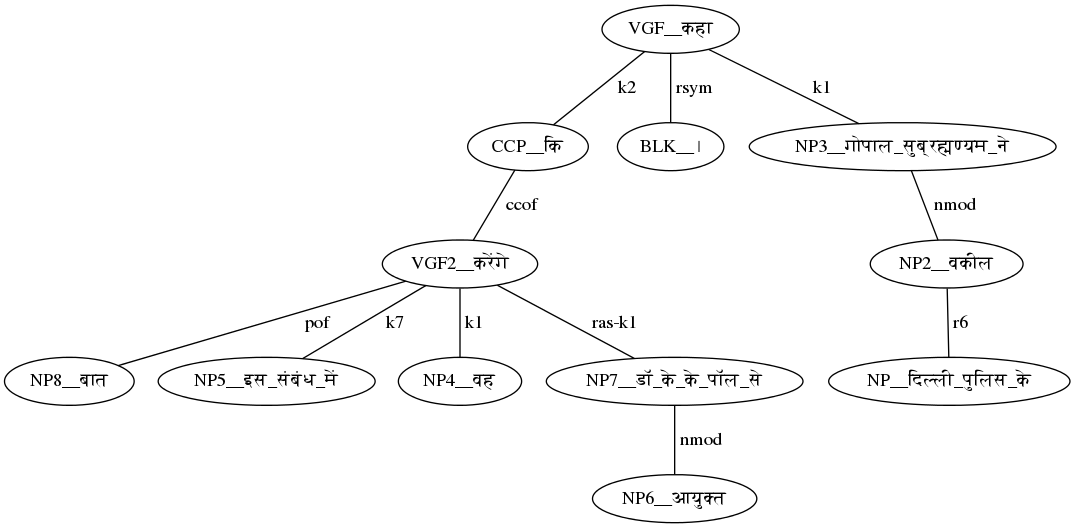 VGF__कहा
k2 rsym k1
CCP__कि BLK__। NP3__गोपाल_सुब्रह्मण्यम_ने
ccof nmod
VGF2__करेंगे NP2__वकील
pof k7 k1 ras-k1 r6
NP8__बात NP5__इस_संबंध_में NP4__वह NP7__डॉ_के_के_पॉल_से NP__दिल्ली_पुलिस_के
nmod
NP6__आयुक्त